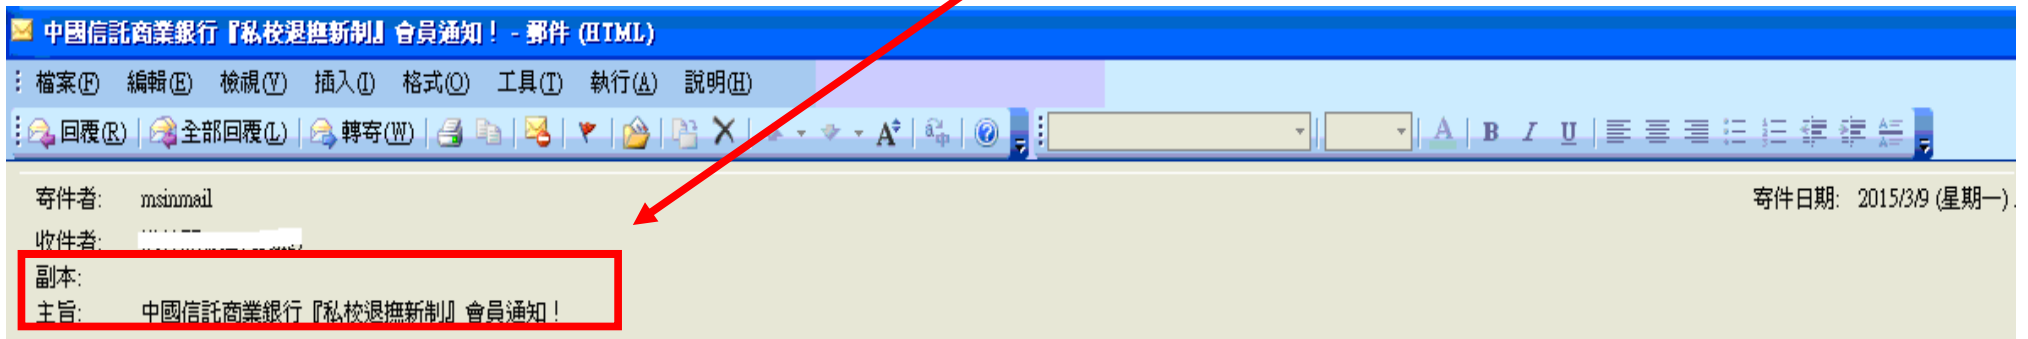 中國信託商業銀行『私校退撫新制』會員通知！ - 郵件 (HTML)
檔案(F) 編輯(E) 檢視(V) 插入(I) 格式(O) 工具(T) 執行(A) 說明(H)
回覆(R) 全部回覆(L) 轉寄(W) A B I U
寄件者: msinmail 寄件日期: 2015/3/9 (星期一)
收件者:
副本:
主旨: 中國信託商業銀行『私校退撫新制』會員通知！